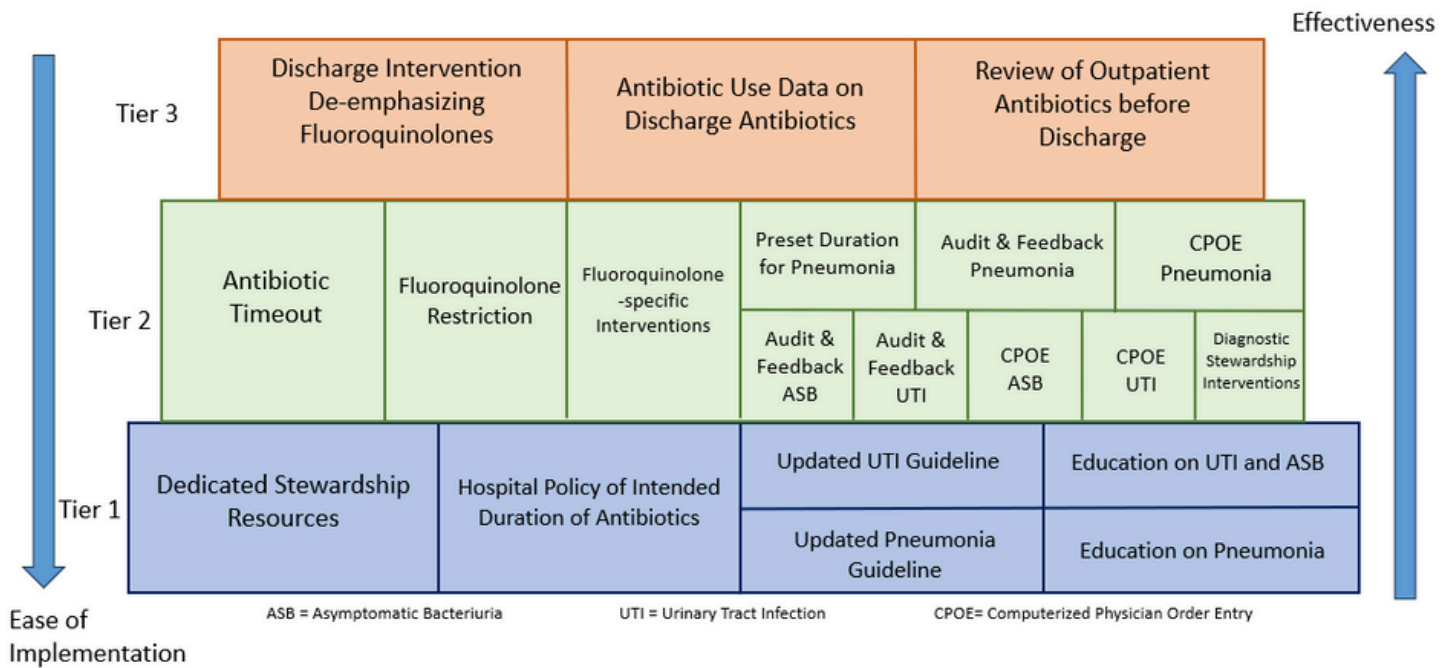 Effectiveness
Tier 3
Discharge Intervention
De-emphasizing
Fluoroquinolones
Antibiotic Use Data on
Discharge Antibiotics
Review of Outpatient
Antibiotics before
Discharge
Tier 2
Antibiotic
Timeout
Fluoroquinolone
Restriction
Fluoroquinolone
-specific
Interventions
Preset Duration
for Pneumonia
Audit & Feedback
Pneumonia
CPOE
Pneumonia
Audit &
Feedback
ASB
Audit &
Feedback
UTI
CPOE
ASB
CPOE
UTI
Diagnostic
Stewardship
Interventions
Tier 1
Dedicated Stewardship
Resources
Hospital Policy of Intended
Duration of Antibiotics
Updated UTI Guideline
Education on UTI and ASB
Updated Pneumonia
Guideline
Education on Pneumonia
Ease of
Implementation
ASB = Asymptomatic Bacteriuria
UTI = Urinary Tract Infection
CPOE= Computerized Physician Order Entry